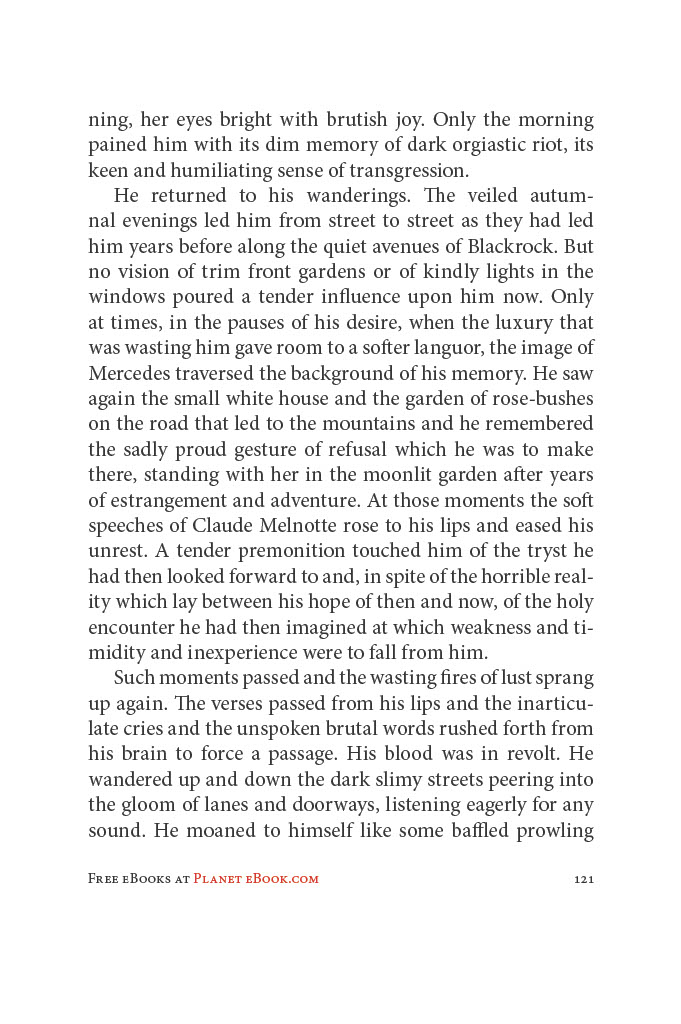 ning, her eyes bright with brutish joy. Only the morning
pained him with its dim memory of dark orgiastic riot, its
keen and humiliating sense of transgression.
He returned to his wanderings. The veiled autum-
nal evenings led him from street to street as they had led
him years before along the quiet avenues of Blackrock. But
no vision of trim front gardens or of kindly lights in the
windows poured a tender influence upon him now. Only
at times, in the pauses of his desire, when the luxury that
was wasting him gave room to a softer languor, the image of
Mercedes traversed the background of his memory. He saw
again the small white house and the garden of rose-bushes
on the road that led to the mountains and he remembered
the sadly proud gesture of refusal which he was to make
there, standing with her in the moonlit garden after years
of estrangement and adventure. At those moments the soft
speeches of Claude Melnotte rose to his lips and eased his
unrest. A tender premonition touched him of the tryst he
had then looked forward to and, in spite of the horrible real-
ity which lay between his hope of then and now, of the holy
encounter he had then imagined at which weakness and ti-
midity and inexperience were to fall from him.
Such moments passed and the wasting fires of lust sprang
up again. The verses passed from his lips and the inarticu-
late cries and the unspoken brutal words rushed forth from
his brain to force a passage. His blood was in revolt. He
wandered up and down the dark slimy streets peering into
the gloom of lanes and doorways, listening eagerly for any
sound. He moaned to himself like some baffled prowling
Free eBooks at Planet eBook.com 121